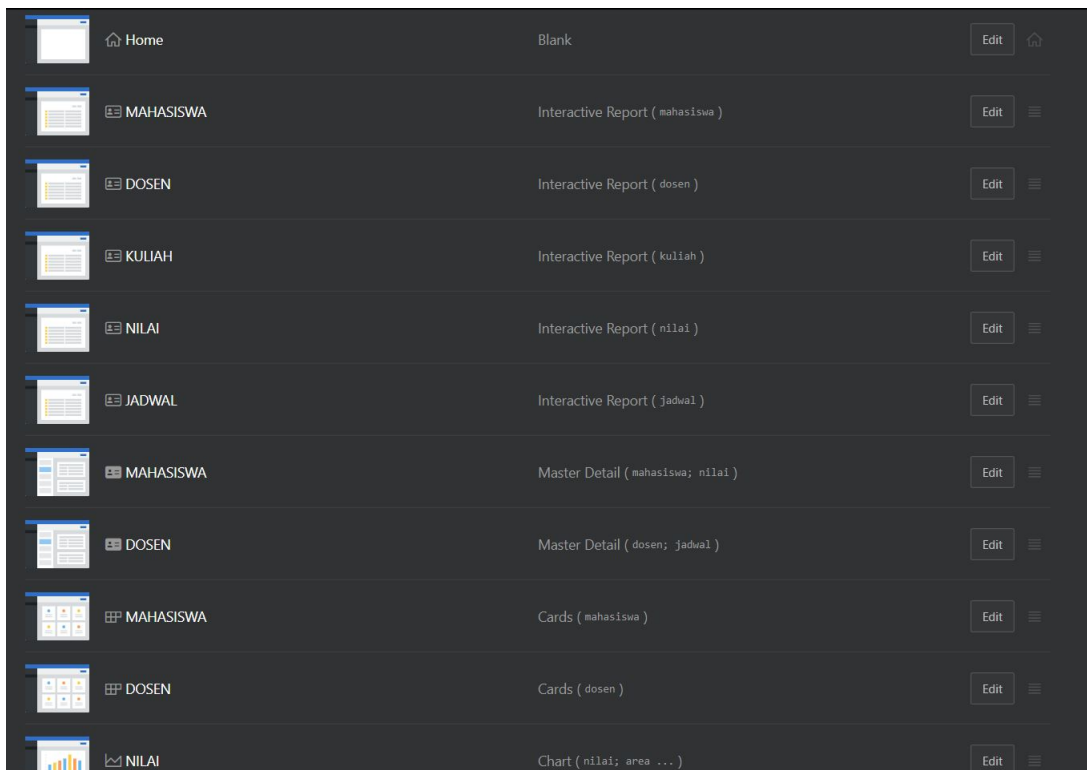 Home Blank Edit
MAHASISWA Interactive Report ( mahasiswa ) Edit
DOSEN Interactive Report ( dosen ) Edit
KULIAH Interactive Report ( kuliah ) Edit
NILAI Interactive Report ( nilai ) Edit
JADWAL Interactive Report ( jadwal ) Edit
MAHASISWA Master Detail ( mahasiswa; nilai ) Edit
DOSEN Master Detail ( dosen; jadwal ) Edit
MAHASISWA Cards ( mahasiswa ) Edit
DOSEN Cards ( dosen ) Edit
NILAI Chart ( nilai; area ... ) Edit